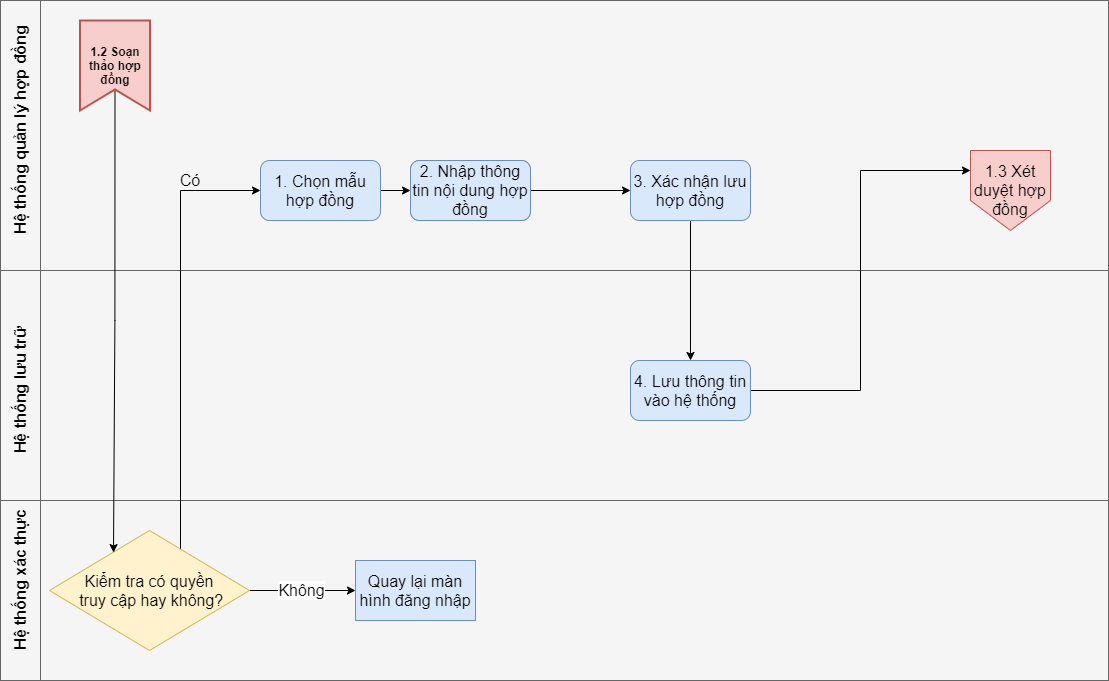 Hệ thống quản lý hợp đồng
1.2 Soạn
thảo hợp
đồng
Có
1. Chọn mẫu
hợp đồng
2. Nhập thông
tin nội dung hợp
đồng
3. Xác nhận lưu
hợp đồng
1.3 Xét
duyệt hợp
đồng
Hệ thống lưu trữ
4. Lưu thông tin
vào hệ thống
Hệ thống xác thực
Kiểm tra có quyền
truy cập hay không?
Không
Quay lại màn
hình đăng nhập